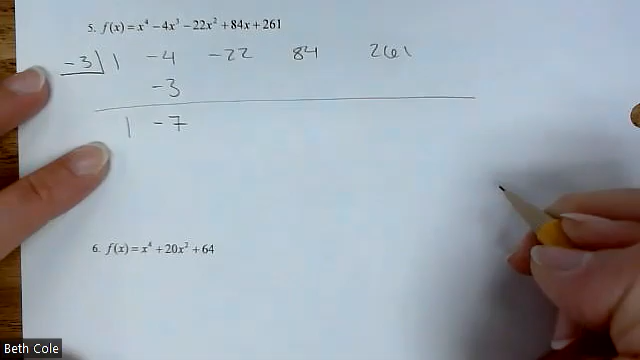 5. f(x) = x⁴ − 4x³ − 22x² + 84x + 261
-3 | 1 -4 -22 84 261
-3
1 -7
6. f(x) = x⁴ + 20x² + 64
Beth Cole